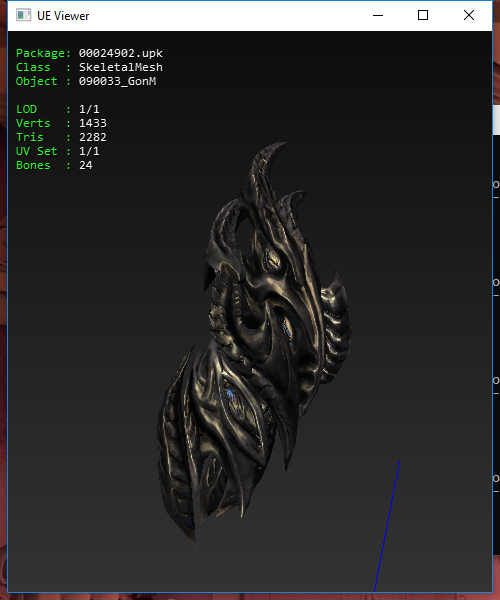 UE Viewer
Package: 00024902.upk
Class : SkeletalMesh
Object : 090033_GonM
LOD : 1/1
Verts : 1433
Tris : 2282
UV Set : 1/1
Bones : 24